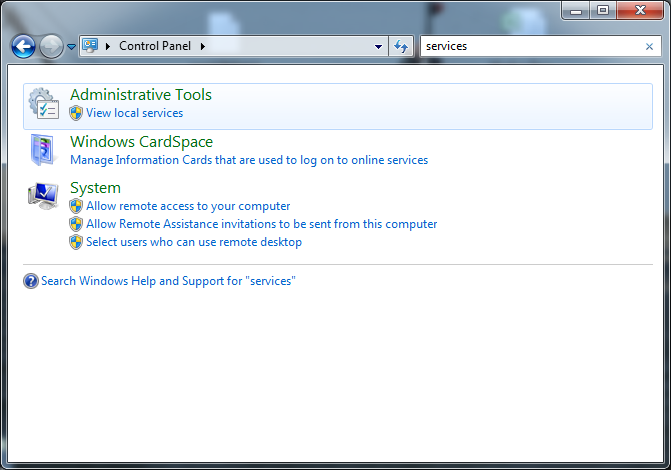 Control Panel
services
Administrative Tools
View local services
Windows CardSpace
Manage Information Cards that are used to log on to online services
System
Allow remote access to your computer
Allow Remote Assistance invitations to be sent from this computer
Select users who can use remote desktop
Search Windows Help and Support for "services"